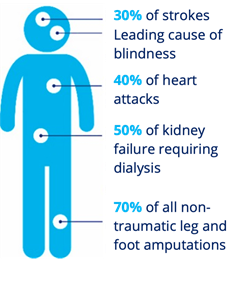 30% of strokes
Leading cause of
blindness
40% of heart
attacks
50% of kidney
failure requiring
dialysis
70% of all non-
traumatic leg and
foot amputations